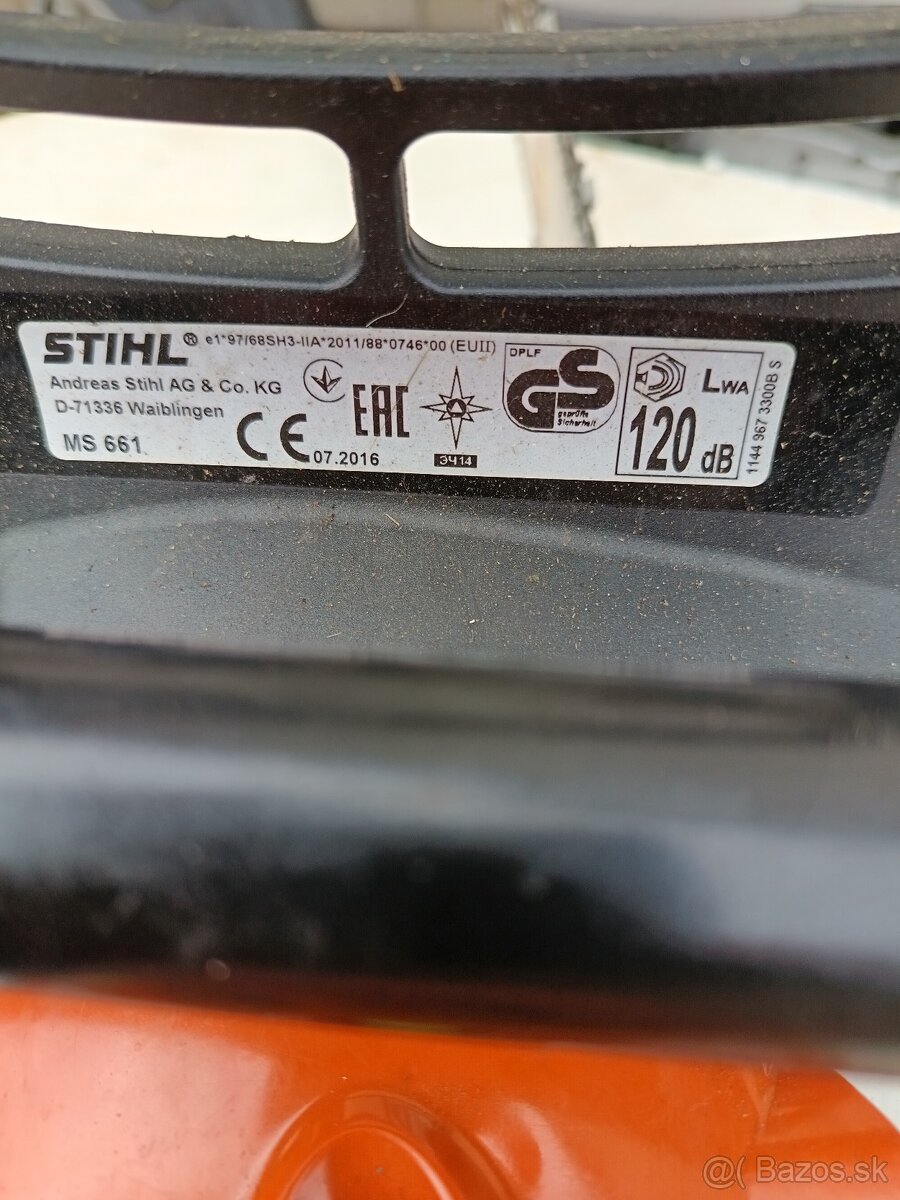 STIHL® e1*97/68SH3-IIA*2011/88*0746*00 (EUII)
Andreas Stihl AG & Co. KG
D-71336 Waiblingen
MS 661
CE
07.2016
EAC
ЭЧ14
DPLF
GS
geprüfte
Sicherheit
LWA
120 dB
1144 967 3300B S
@( Bazos.sk